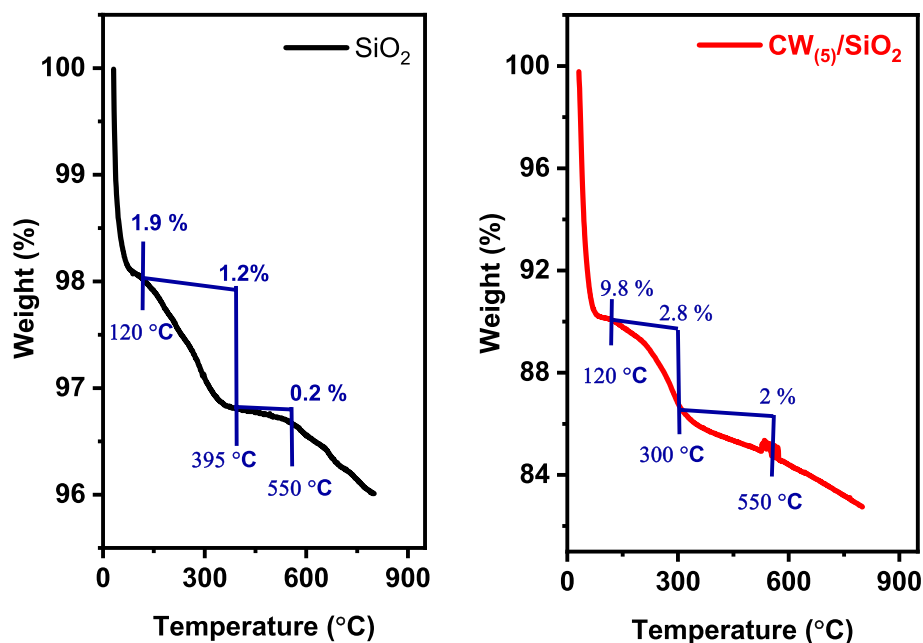 SiO2
100
99
98
97
96
Weight (%)
1.9 %
1.2%
120 °C
0.2 %
395 °C
550 °C
0
300
600
900
Temperature (°C)
CW(5)/SiO2
100
96
92
88
84
Weight (%)
9.8 %
2.8 %
120 °C
2 %
300 °C
550 °C
0
300
600
900
Temperature (°C)